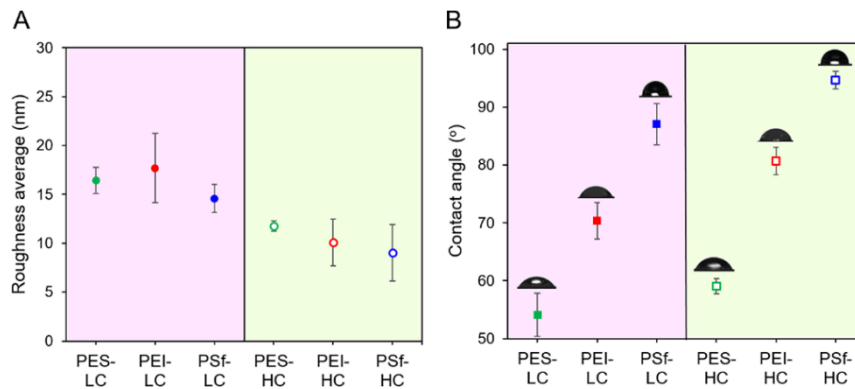 A
Roughness average (nm)
30
25
20
15
10
5
0
PES-
LC
PEI-
LC
PSf-
LC
PES-
HC
PEI-
HC
PSf-
HC
B
Contact angle (°)
100
90
80
70
60
50
PES-
LC
PEI-
LC
PSf-
LC
PES-
HC
PEI-
HC
PSf-
HC